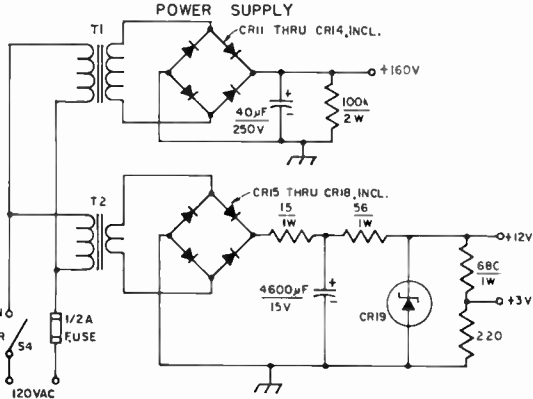 POWER SUPPLY
T1
CR11 THRU CR14, INCL.
+160V
40µF
250V
100k
2W
T2
CR15 THRU CR18, INCL.
15
1W
56
1W
+12V
4600µF
15V
CR19
68C
1W
+3V
220
N
R
S4
1/2A
FUSE
120VAC